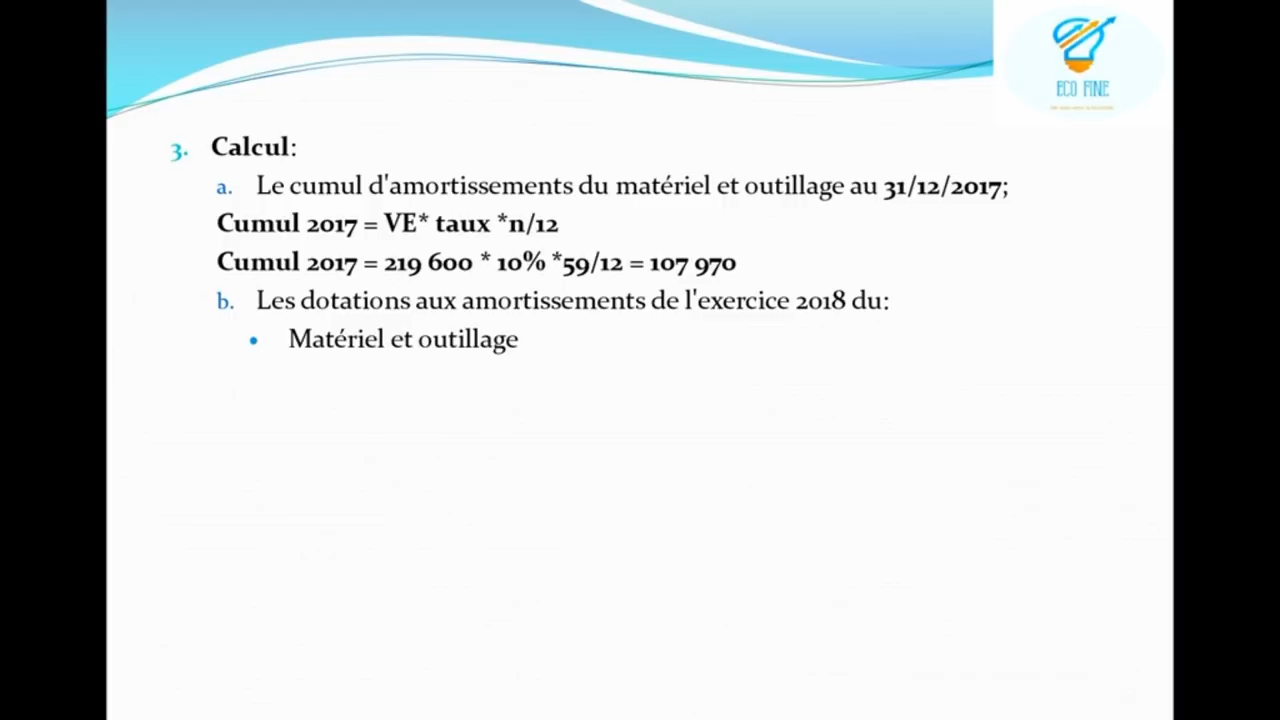 ECO FINE
3. Calcul:
a. Le cumul d'amortissements du matériel et outillage au 31/12/2017;
Cumul 2017 = VE* taux *n/12
Cumul 2017 = 219 600 * 10% *59/12 = 107 970
b. Les dotations aux amortissements de l'exercice 2018 du:
• Matériel et outillage